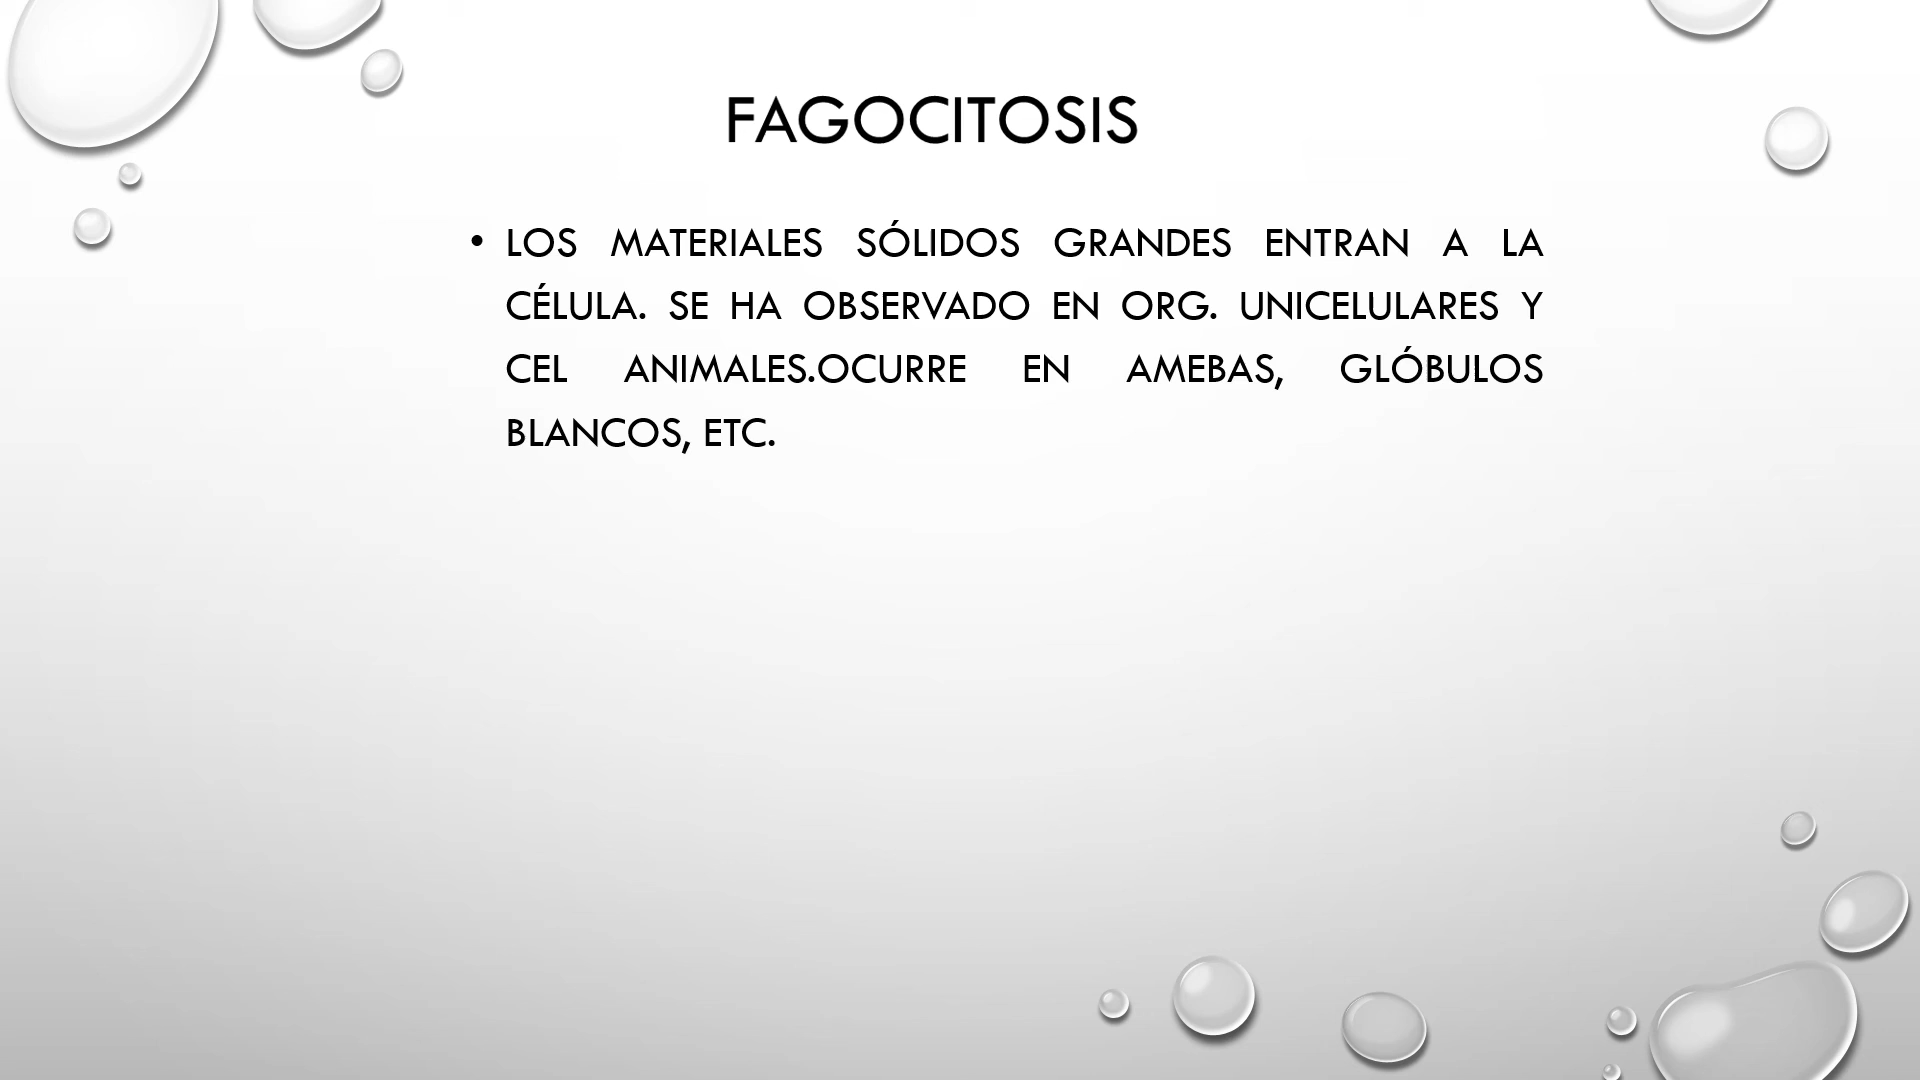 FAGOCITOSIS
• LOS MATERIALES SÓLIDOS GRANDES ENTRAN A LA
CÉLULA. SE HA OBSERVADO EN ORG. UNICELULARES Y
CEL ANIMALES.OCURRE EN AMEBAS, GLÓBULOS
BLANCOS, ETC.